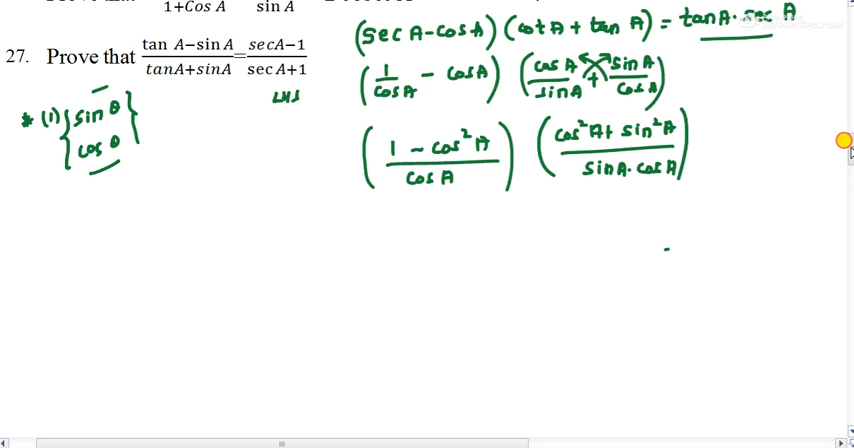 1+Cos A sin A
27. Prove that (tan A−sin A)/(tanA+sinA) = (secA−1)/(sec A+1)
LHS
* (1) { sin θ
cos θ }
(sec A - cos A) (cot A + tan A) = tan A · sec A
(1/cos A − cos A) (cos A/sin A + sin A/cos A)
(1 − cos² A / cos A) (cos² A + sin² A / sin A · cos A)